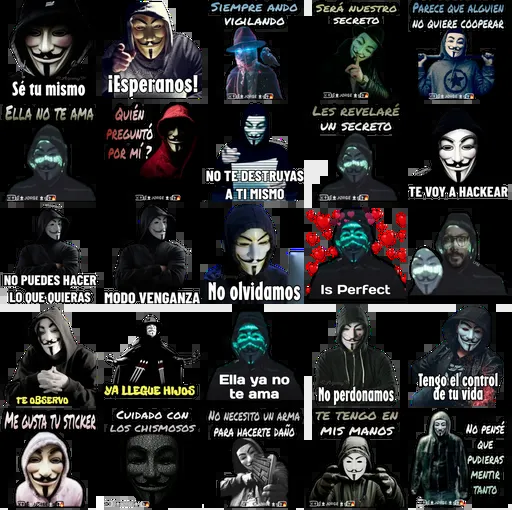 Sé tu mismo
¡Esperanos!
Siempre ando
vigilando
Será nuestro
secreto
Parece que alguien
no quiere cooperar
Ella no te ama
Quién
preguntó
por mí?
NO TE DESTRUYAS
A TI MISMO
Les revelaré
un secreto
TE VOY A HACKEAR
NO PUEDES HACER
LO QUE QUIERAS
MODO VENGANZA
No olvidamos
Is Perfect
TE OBSERVO
YA LLEGUE HIJOS
Ella ya no
te ama
No perdonamos
Tengo el control
de tu vida
Me gusta tu sticker
Cuidado con
los chismosos
No necesito un arma
para hacerte daño
Te tengo en
mis manos
No pensé
que
pudieras
mentir
tanto